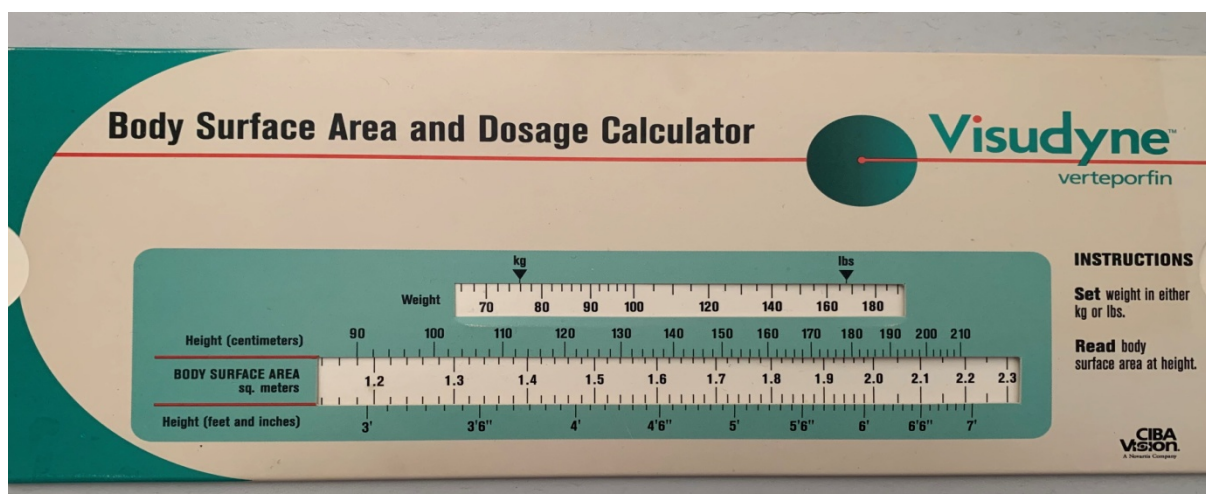 Body Surface Area and Dosage Calculator
Visudyne™
verteporfin
kg lbs
Weight 70 80 90 100 120 140 160 180
Height (centimeters) 90 100 110 120 130 140 150 160 170 180 190 200 210
BODY SURFACE AREA
sq. meters
1.2 1.3 1.4 1.5 1.6 1.7 1.8 1.9 2.0 2.1 2.2 2.3
Height (feet and inches) 3' 3'6" 4' 4'6" 5' 5'6" 6' 6'6" 7'
INSTRUCTIONS
Set weight in either
kg or lbs.
Read body
surface area at height.
CIBA
VISION.
A Novartis Company